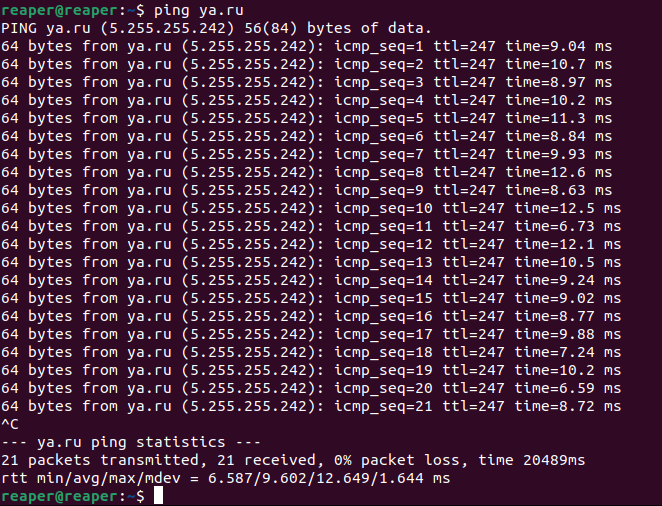 reaper@reaper:~$ ping ya.ru
PING ya.ru (5.255.255.242) 56(84) bytes of data.
64 bytes from ya.ru (5.255.255.242): icmp_seq=1 ttl=247 time=9.04 ms
64 bytes from ya.ru (5.255.255.242): icmp_seq=2 ttl=247 time=10.7 ms
64 bytes from ya.ru (5.255.255.242): icmp_seq=3 ttl=247 time=8.97 ms
64 bytes from ya.ru (5.255.255.242): icmp_seq=4 ttl=247 time=10.2 ms
64 bytes from ya.ru (5.255.255.242): icmp_seq=5 ttl=247 time=11.3 ms
64 bytes from ya.ru (5.255.255.242): icmp_seq=6 ttl=247 time=8.84 ms
64 bytes from ya.ru (5.255.255.242): icmp_seq=7 ttl=247 time=9.93 ms
64 bytes from ya.ru (5.255.255.242): icmp_seq=8 ttl=247 time=12.6 ms
64 bytes from ya.ru (5.255.255.242): icmp_seq=9 ttl=247 time=8.63 ms
64 bytes from ya.ru (5.255.255.242): icmp_seq=10 ttl=247 time=12.5 ms
64 bytes from ya.ru (5.255.255.242): icmp_seq=11 ttl=247 time=6.73 ms
64 bytes from ya.ru (5.255.255.242): icmp_seq=12 ttl=247 time=12.1 ms
64 bytes from ya.ru (5.255.255.242): icmp_seq=13 ttl=247 time=10.5 ms
64 bytes from ya.ru (5.255.255.242): icmp_seq=14 ttl=247 time=9.24 ms
64 bytes from ya.ru (5.255.255.242): icmp_seq=15 ttl=247 time=9.02 ms
64 bytes from ya.ru (5.255.255.242): icmp_seq=16 ttl=247 time=8.77 ms
64 bytes from ya.ru (5.255.255.242): icmp_seq=17 ttl=247 time=9.88 ms
64 bytes from ya.ru (5.255.255.242): icmp_seq=18 ttl=247 time=7.24 ms
64 bytes from ya.ru (5.255.255.242): icmp_seq=19 ttl=247 time=10.2 ms
64 bytes from ya.ru (5.255.255.242): icmp_seq=20 ttl=247 time=6.59 ms
64 bytes from ya.ru (5.255.255.242): icmp_seq=21 ttl=247 time=8.72 ms
^C
--- ya.ru ping statistics ---
21 packets transmitted, 21 received, 0% packet loss, time 20489ms
rtt min/avg/max/mdev = 6.587/9.602/12.649/1.644 ms
reaper@reaper:~$